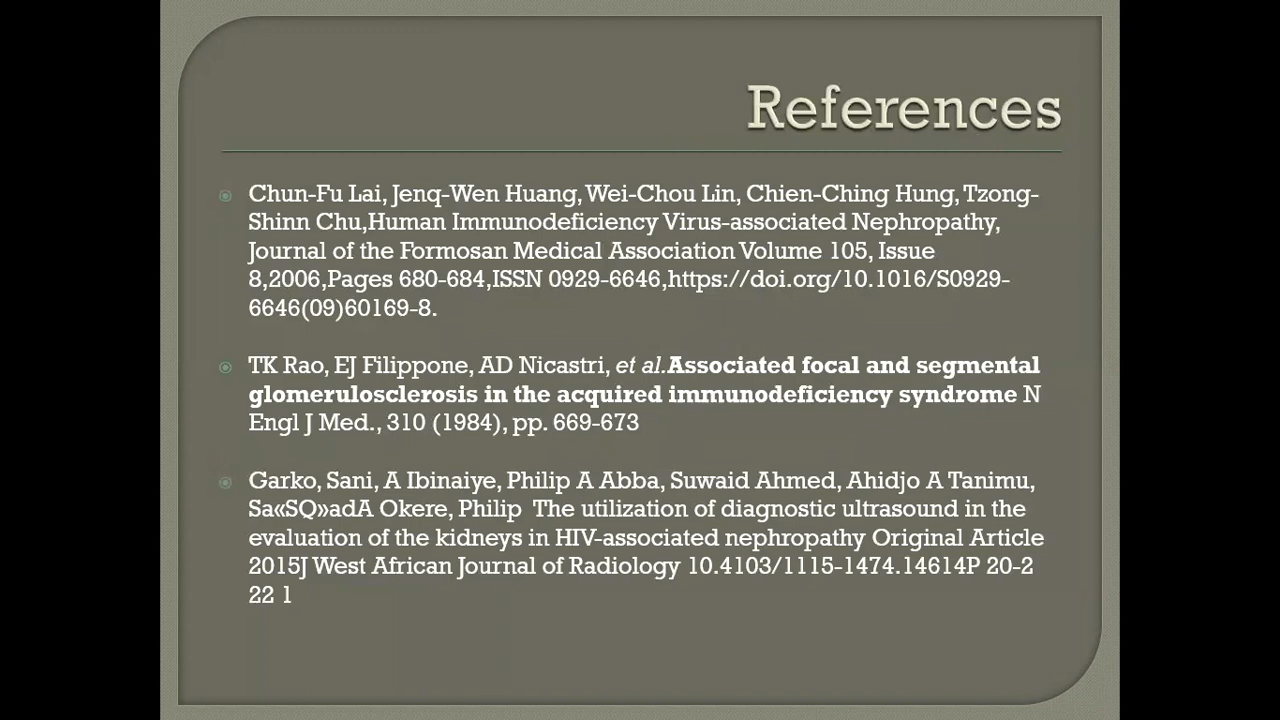 References
Chun-Fu Lai, Jenq-Wen Huang, Wei-Chou Lin, Chien-Ching Hung, Tzong-
Shinn Chu,Human Immunodeficiency Virus-associated Nephropathy,
Journal of the Formosan Medical Association Volume 105, Issue
8,2006,Pages 680-684,ISSN 0929-6646,https://doi.org/10.1016/S0929-
6646(09)60169-8.
TK Rao, EJ Filippone, AD Nicastri, et al.Associated focal and segmental
glomerulosclerosis in the acquired immunodeficiency syndrome N
Engl J Med., 310 (1984), pp. 669-673
Garko, Sani, A Ibinaiye, Philip A Abba, Suwaid Ahmed, Ahidjo A Tanimu,
Sa«SQ»adA Okere, Philip The utilization of diagnostic ultrasound in the
evaluation of the kidneys in HIV-associated nephropathy Original Article
2015J West African Journal of Radiology 10.4103/1115-1474.14614P 20-2
22 1